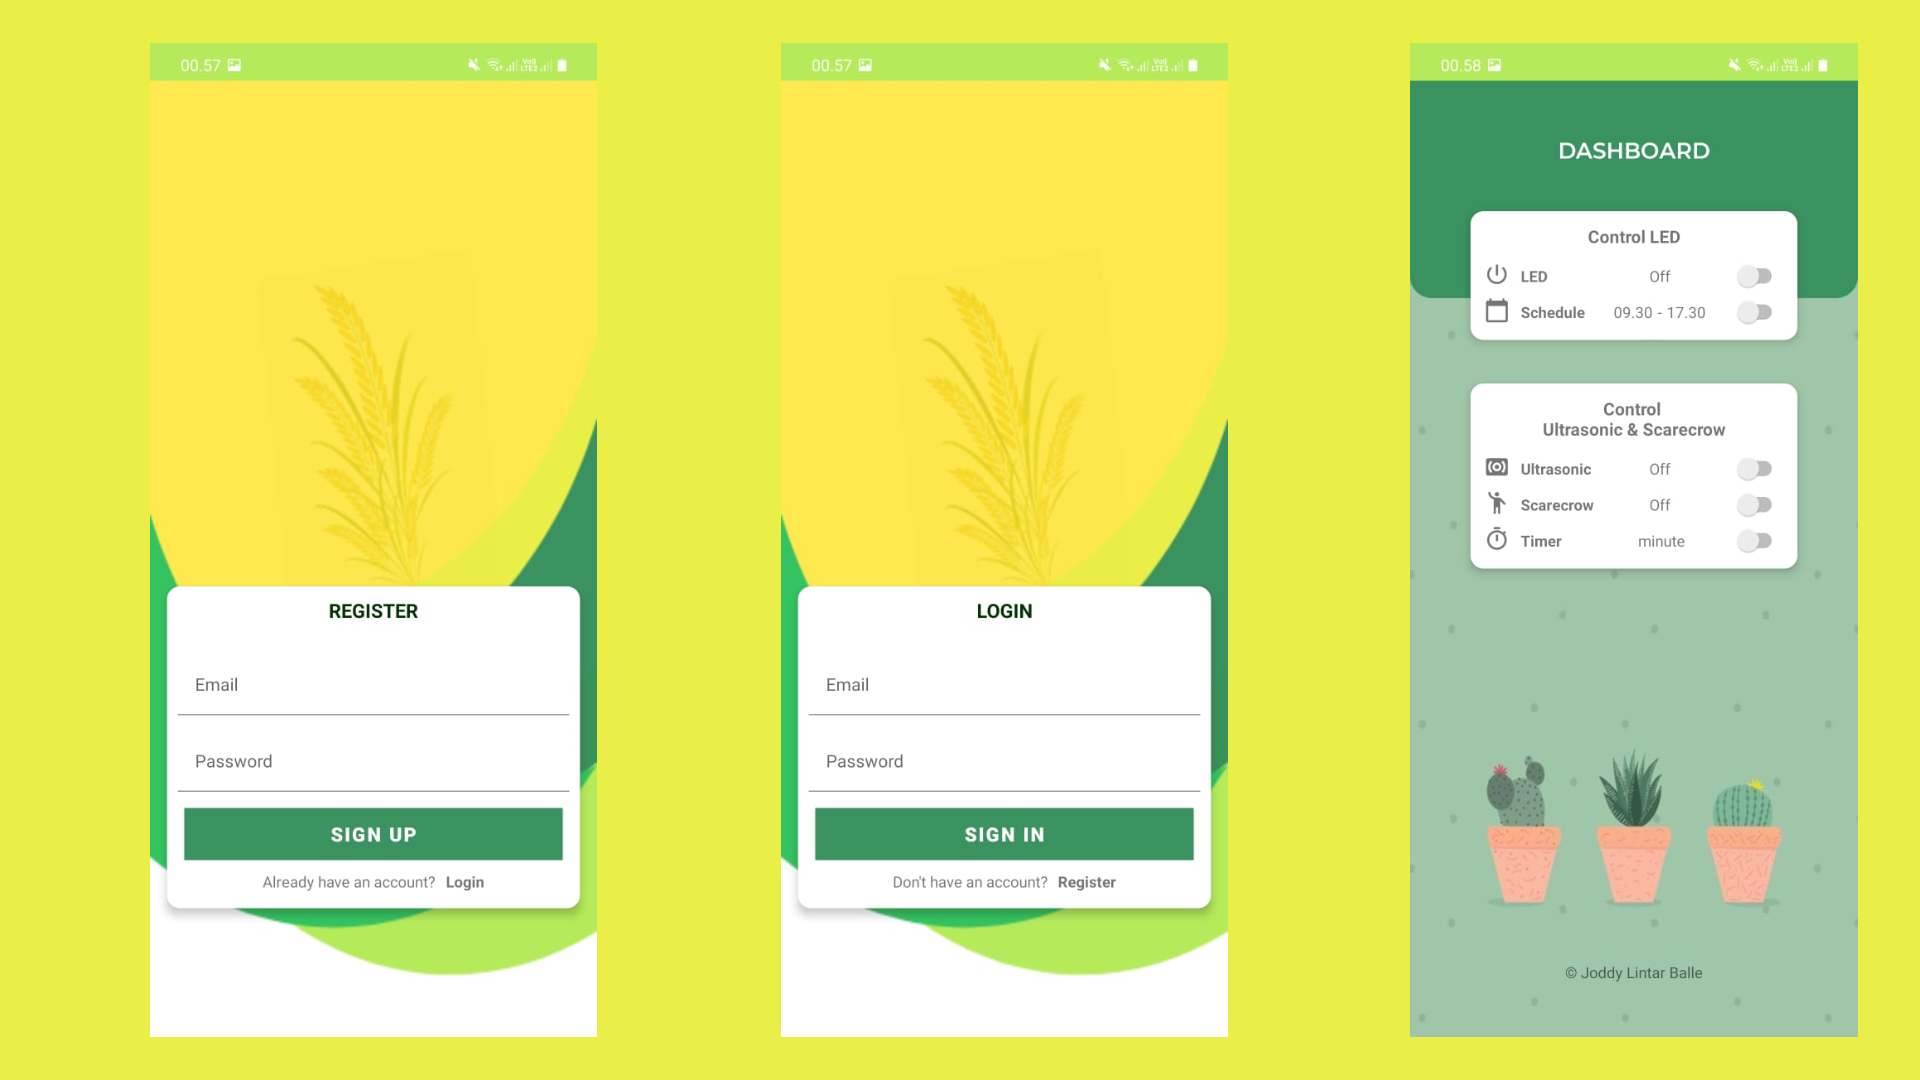 00.57
REGISTER
Email
Password
SIGN UP
Already have an account? Login
00.57
LOGIN
Email
Password
SIGN IN
Don't have an account? Register
00.58
DASHBOARD
Control LED
LED Off
Schedule 09.30 - 17.30
Control
Ultrasonic & Scarecrow
Ultrasonic Off
Scarecrow Off
Timer minute
© Joddy Lintar Balle